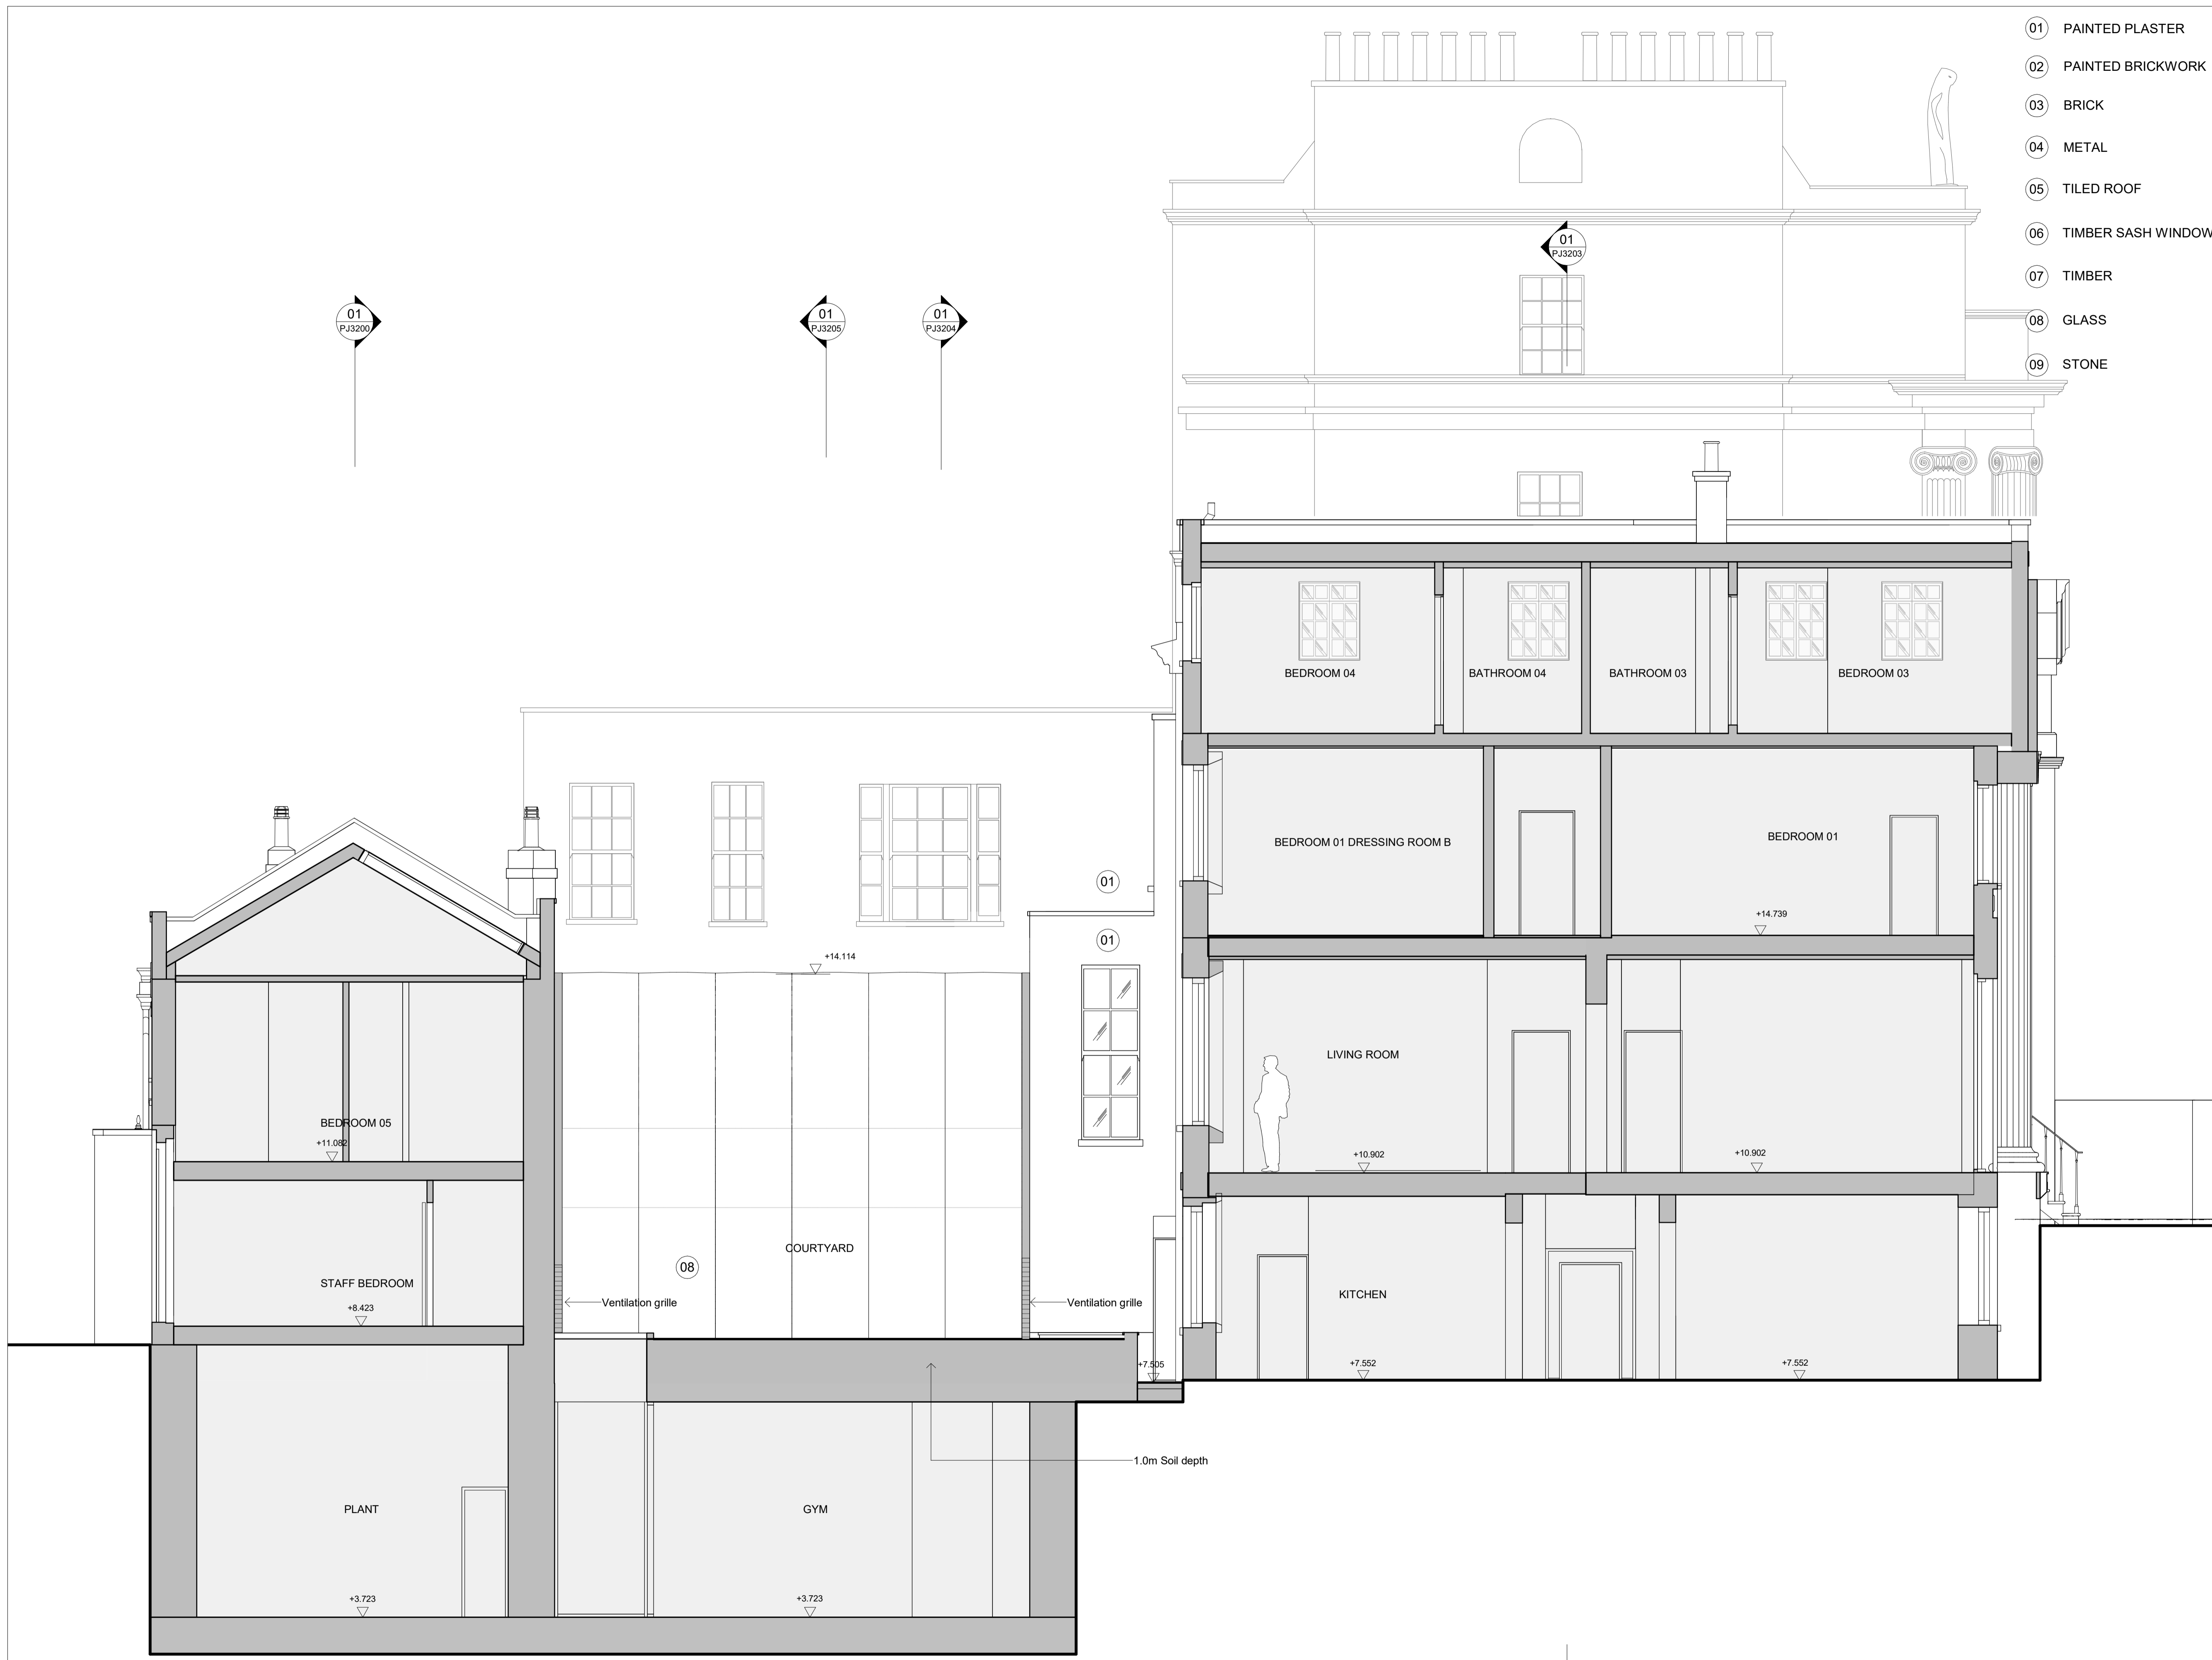 01 PAINTED PLASTER
02 PAINTED BRICKWORK
03 BRICK
04 METAL
05 TILED ROOF
06 TIMBER SASH WINDOW
07 TIMBER
08 GLASS
09 STONE
01
PJ3203
01
PJ3200
01
PJ3205
01
PJ3204
BEDROOM 04
BATHROOM 04
BATHROOM 03
BEDROOM 03
BEDROOM 01 DRESSING ROOM B
BEDROOM 01
+14.739
01
01
+14.114
LIVING ROOM
+10.902
+10.902
BEDROOM 05
+11.082
COURTYARD
08
STAFF BEDROOM
+8.423
Ventilation grille
Ventilation grille
KITCHEN
+7.505
+7.552
+7.552
1.0m Soil depth
PLANT
GYM
+3.723
+3.723